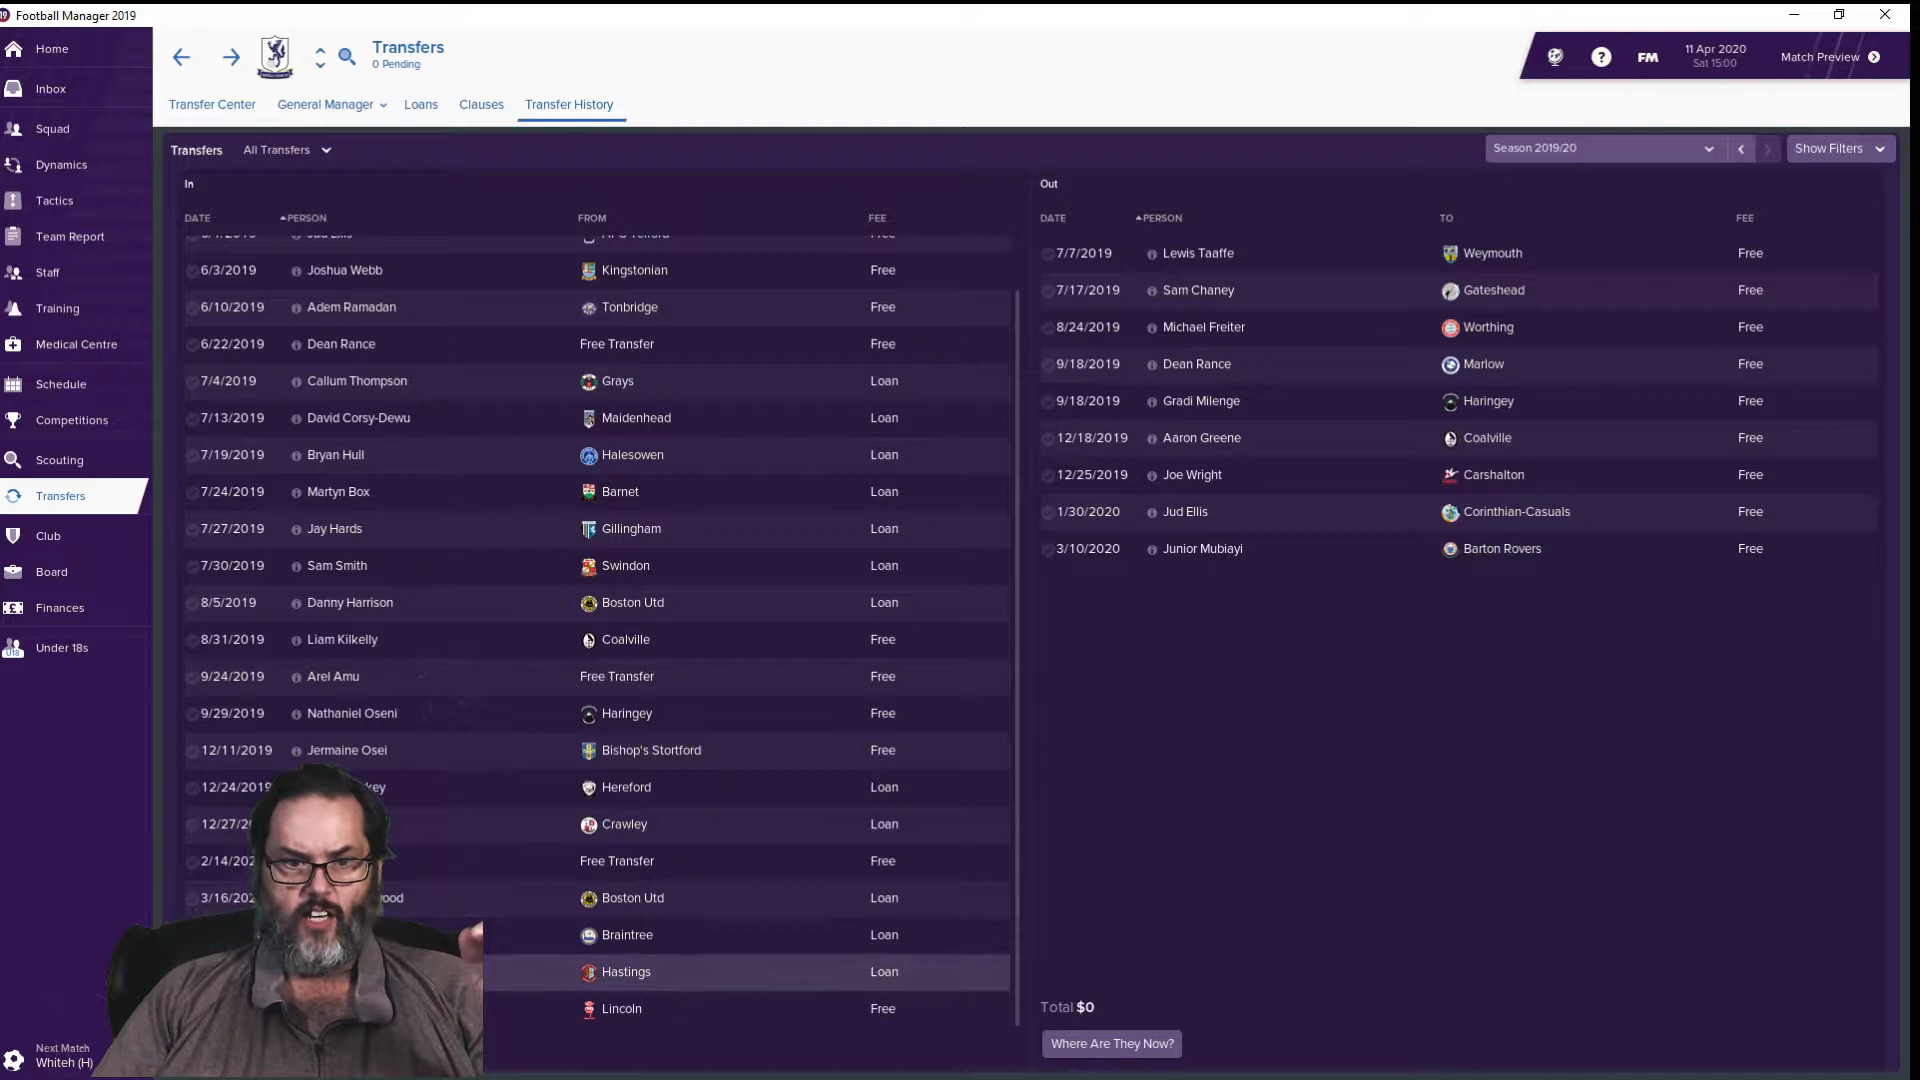 Football Manager 2019
Home
Inbox
Squad
Dynamics
Tactics
Team Report
Staff
Training
Medical Centre
Schedule
Competitions
Scouting
Transfers
Club
Board
Finances
Under 18s
Next Match
Whiteh (H)
Transfers
0 Pending
11 Apr 2020
Sat 15:00
FM
Match Preview
Transfer Center General Manager Loans Clauses Transfer History
Transfers All Transfers
Season 2019/20
Show Filters
In
DATE PERSON FROM FEE
6/3/2019 Joshua Webb Kingstonian Free
6/10/2019 Adem Ramadan Tonbridge Free
6/22/2019 Dean Rance Free Transfer Free
7/4/2019 Callum Thompson Grays Loan
7/13/2019 David Corsy-Dewu Maidenhead Loan
7/19/2019 Bryan Hull Halesowen Loan
7/24/2019 Martyn Box Barnet Loan
7/27/2019 Jay Hards Gillingham Loan
7/30/2019 Sam Smith Swindon Loan
8/5/2019 Danny Harrison Boston Utd Loan
8/31/2019 Liam Kilkelly Coalville Free
9/24/2019 Arel Amu Free Transfer Free
9/29/2019 Nathaniel Oseni Haringey Free
12/11/2019 Jermaine Osei Bishop's Stortford Free
12/24/2019 Hereford Loan
Crawley Loan
Free Transfer Free
Boston Utd Loan
Braintree Loan
Hastings Loan
Lincoln Free
Out
DATE PERSON TO FEE
7/7/2019 Lewis Taaffe Weymouth Free
7/17/2019 Sam Chaney Gateshead Free
8/24/2019 Michael Freiter Worthing Free
9/18/2019 Dean Rance Marlow Free
9/18/2019 Gradi Milenge Haringey Free
12/18/2019 Aaron Greene Coalville Free
12/25/2019 Joe Wright Carshalton Free
1/30/2020 Jud Ellis Corinthian-Casuals Free
3/10/2020 Junior Mubiayi Barton Rovers Free
Total $0
Where Are They Now?